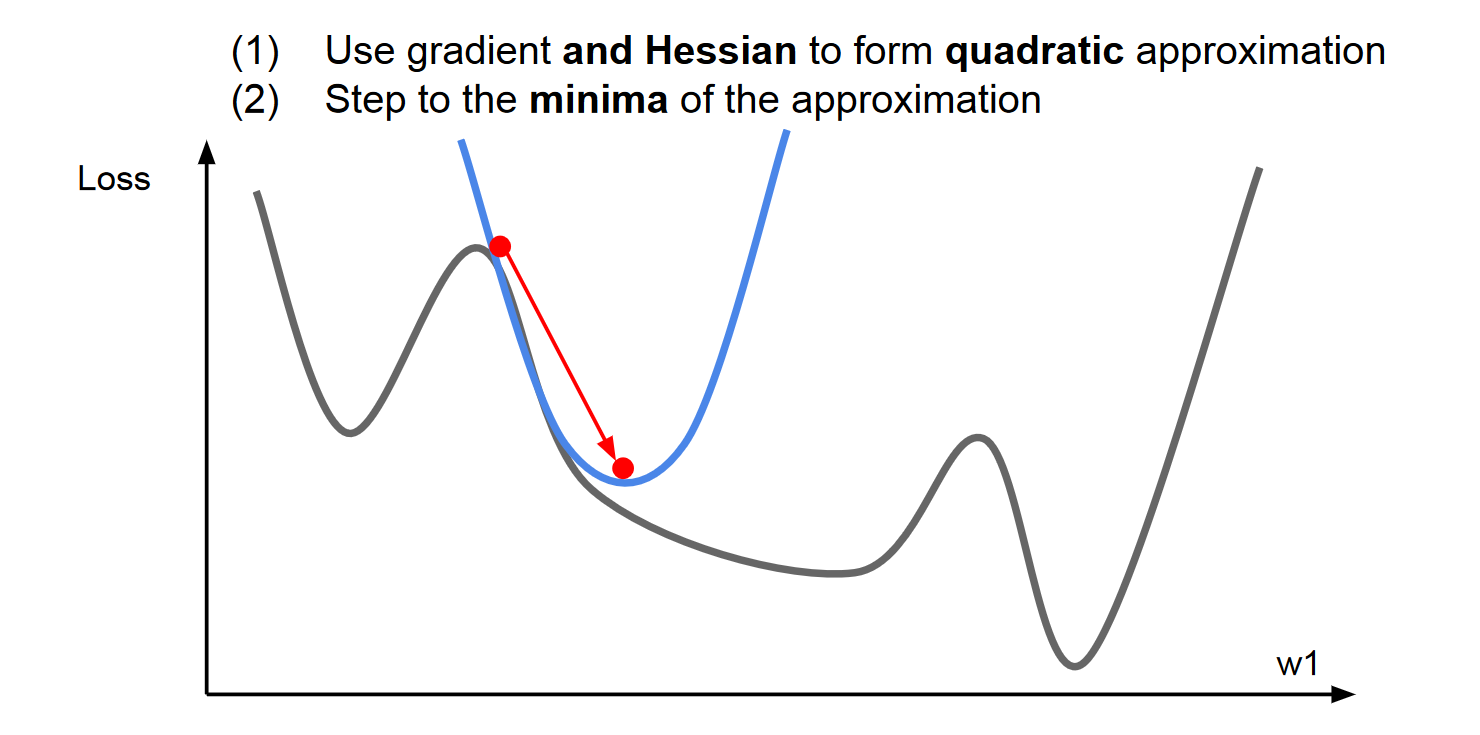 (1) Use gradient and Hessian to form quadratic approximation
(2) Step to the minima of the approximation
Loss
w1